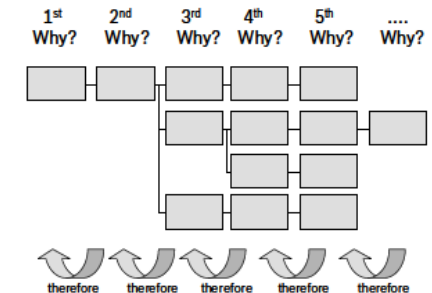 1st 2nd 3rd 4th 5th ....
Why? Why? Why? Why? Why? Why?
therefore therefore therefore therefore therefore